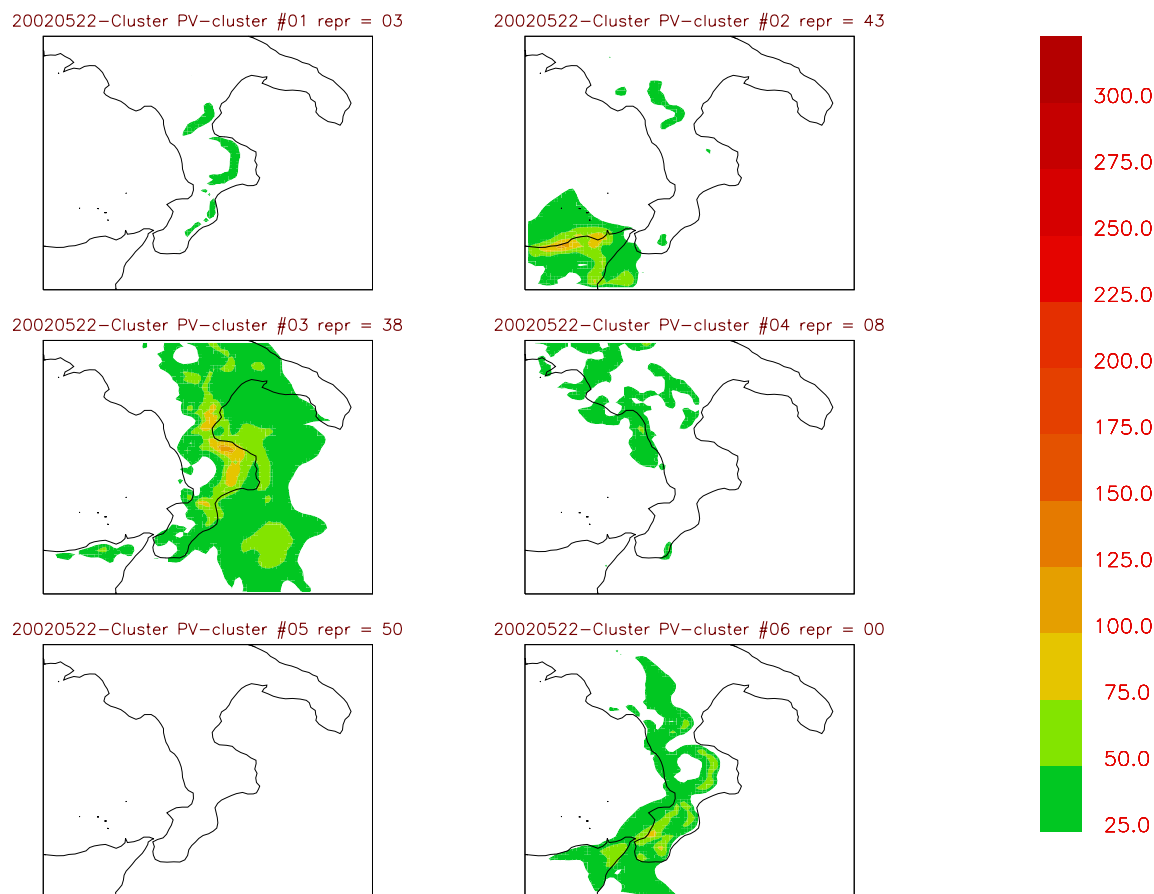 20020522-Cluster PV-cluster #01 repr = 03
20020522-Cluster PV-cluster #02 repr = 43
20020522-Cluster PV-cluster #03 repr = 38
20020522-Cluster PV-cluster #04 repr = 08
20020522-Cluster PV-cluster #05 repr = 50
20020522-Cluster PV-cluster #06 repr = 00
300.0
275.0
250.0
225.0
200.0
175.0
150.0
125.0
100.0
75.0
50.0
25.0